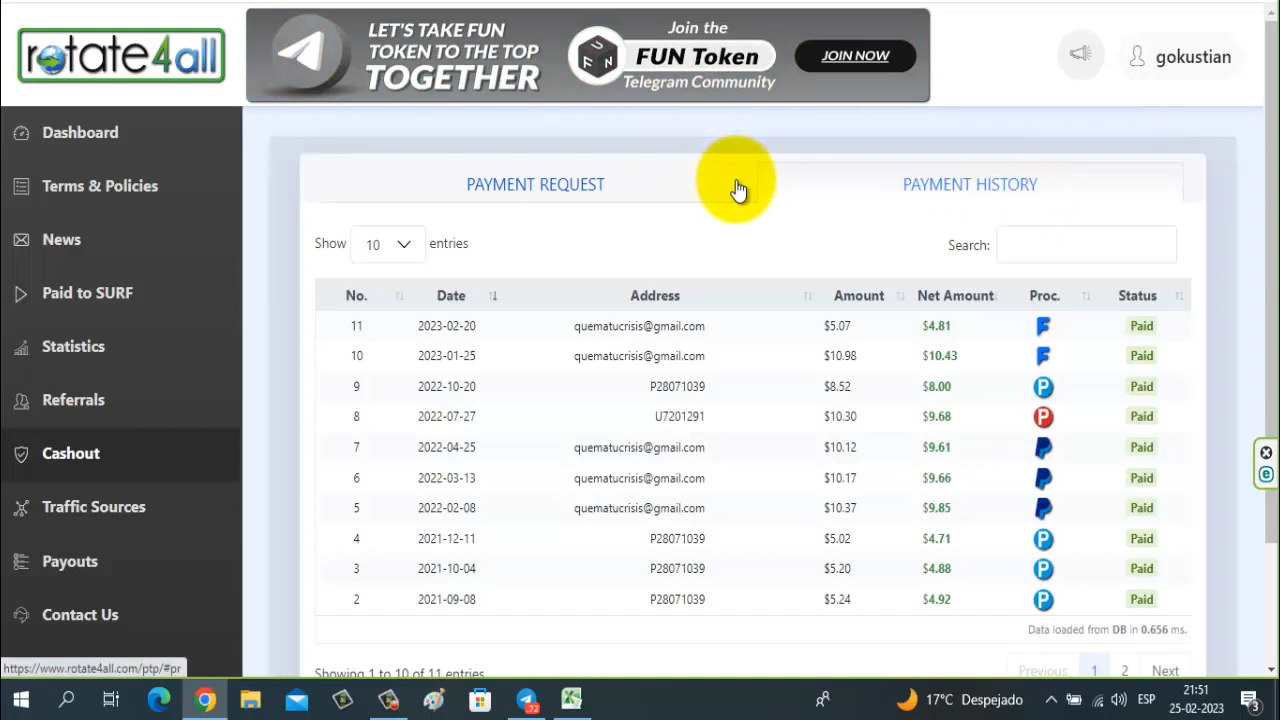 rotate4all
LET'S TAKE FUN
TOKEN TO THE TOP
TOGETHER
FUN
Join the
FUN Token
Telegram Community
JOIN NOW
gokustian
Dashboard
Terms & Policies
News
Paid to SURF
Statistics
Referrals
Cashout
Traffic Sources
Payouts
Contact Us
PAYMENT REQUEST PAYMENT HISTORY
Show 10 entries Search:
No. Date Address Amount Net Amount Proc. Status
11 2023-02-20 quematucrisis@gmail.com $5.07 $4.81 F Paid
10 2023-01-25 quematucrisis@gmail.com $10.98 $10.43 F Paid
9 2022-10-20 P28071039 $8.52 $8.00 P Paid
8 2022-07-27 U7201291 $10.30 $9.68 P Paid
7 2022-04-25 quematucrisis@gmail.com $10.12 $9.61 P Paid
6 2022-03-13 quematucrisis@gmail.com $10.17 $9.66 P Paid
5 2022-02-08 quematucrisis@gmail.com $10.37 $9.85 P Paid
4 2021-12-11 P28071039 $5.02 $4.71 P Paid
3 2021-10-04 P28071039 $5.20 $4.88 P Paid
2 2021-09-08 P28071039 $5.24 $4.92 P Paid
Data loaded from DB in 0.656 ms.
Showing 1 to 10 of 11 entries
Previous 1 2 Next
https://www.rotate4all.com/ptp/#pr
72
17°C Despejado
ESP
21:51
25-02-2023
3